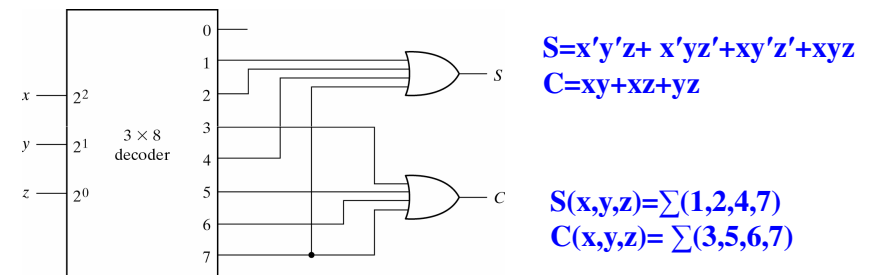 0
1
S
2
x 2²
3
y 2¹
3 × 8
decoder
4
z 2⁰
5
C
6
7
S=x′y′z+ x′yz′+xy′z′+xyz
C=xy+xz+yz
S(x,y,z)=∑(1,2,4,7)
C(x,y,z)= ∑(3,5,6,7)